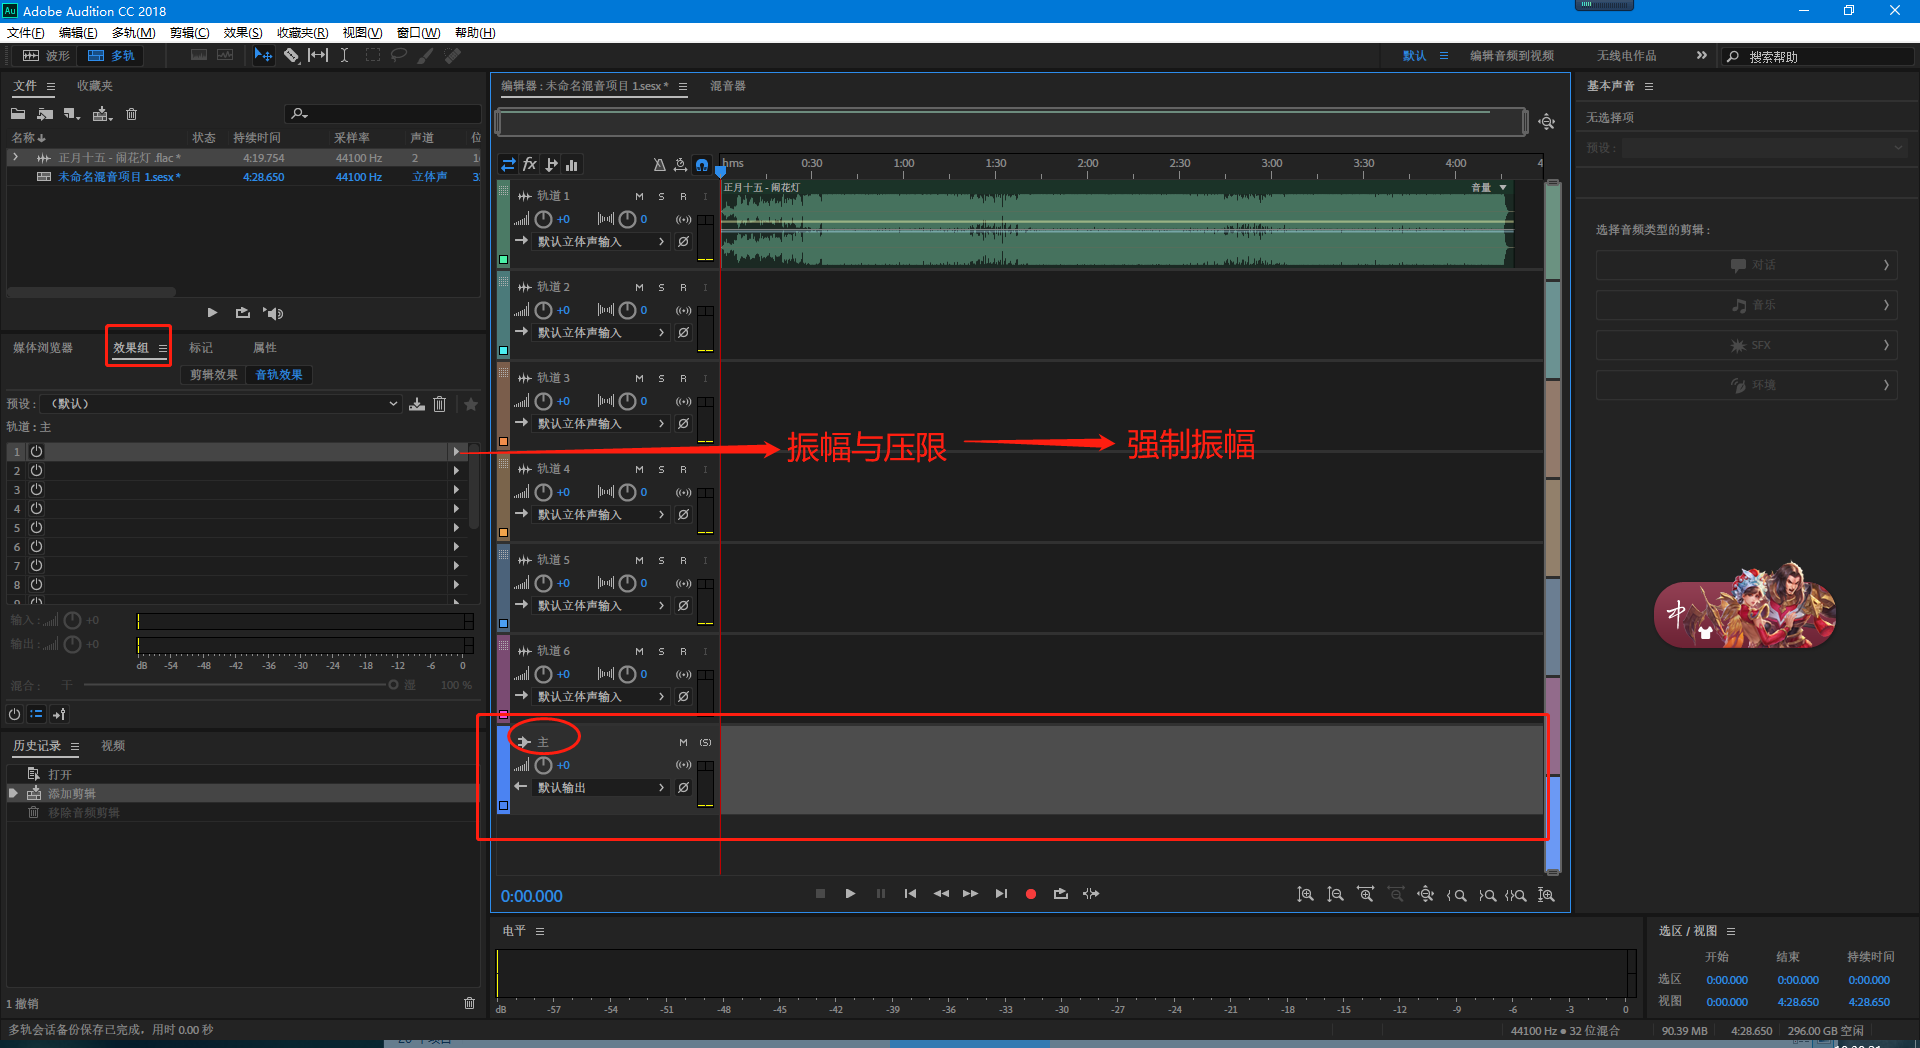 Au Adobe Audition CC 2018
文件(F) 编辑(E) 多轨(M) 剪辑(C) 效果(S) 收藏夹(R) 视图(V) 窗口(W) 帮助(H)
波形 多轨 默认 编辑音频到视频 无线电作品 搜索帮助
文件 收藏夹
名称 状态 持续时间 采样率 声道 位
正月十五 - 闹花灯 .flac * 4:19.754 44100 Hz 2
未命名混音项目 1.sesx * 4:28.650 44100 Hz 立体声
媒体浏览器 效果组 标记 属性
剪辑效果 音轨效果
预设: (默认)
轨道: 主
1
2
3
4
5
6
7
8
输入: +0
输出: +0
dB -54 -48 -42 -36 -30 -24 -18 -12 -6 0
混合: 干 湿 100 %
历史记录 视频
打开
添加剪辑
移除音频剪辑
1 撤销
多轨会话备份保存已完成，用时 0.00 秒
编辑器: 未命名混音项目 1.sesx * 混音器
fx hms 0:30 1:00 1:30 2:00 2:30 3:00 3:30 4:00
轨道 1 M S R I
正月十五 - 闹花灯 音量
+0 0
默认立体声输入
轨道 2 M S R I
+0 0
默认立体声输入
轨道 3 M S R I
+0 0
默认立体声输入
振幅与压限 强制振幅
轨道 4 M S R I
+0 0
默认立体声输入
轨道 5 M S R I
+0 0
默认立体声输入
轨道 6 M S R I
+0 0
默认立体声输入
主 M (S)
+0
默认输出
0:00.000
电平
dB -57 -54 -51 -48 -45 -42 -39 -36 -33 -30 -27 -24 -21 -18 -15 -12 -9 -6 -3 0
基本声音
无选择项
预设:
选择音频类型的剪辑:
对话
音乐
SFX
环境
中
选区 / 视图
开始 结束 持续时间
选区 0:00.000 0:00.000 0:00.000
视图 0:00.000 4:28.650 4:28.650
44100 Hz ● 32 位混合 90.39 MB 4:28.650 296.00 GB 空闲